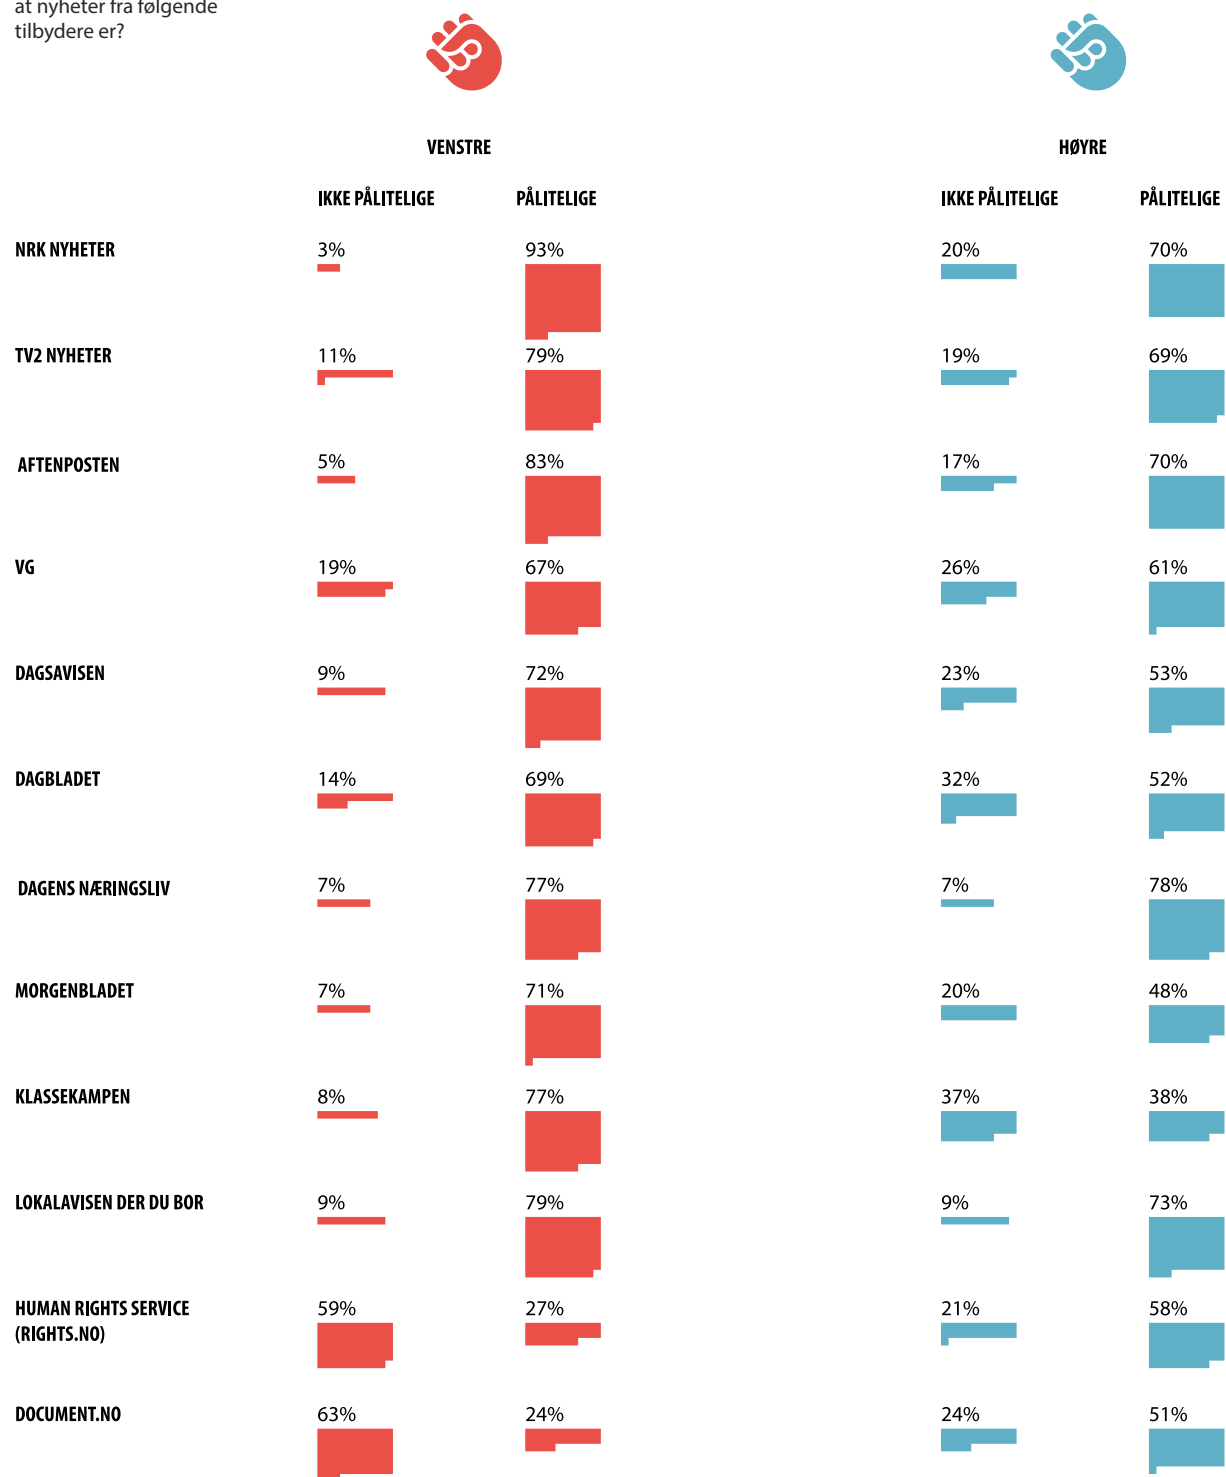 at nyheter fra følgende
tilbydere er?
VENSTRE HØYRE
IKKE PÅLITELIGE PÅLITELIGE IKKE PÅLITELIGE PÅLITELIGE
NRK NYHETER 3% 93% 20% 70%
TV2 NYHETER 11% 79% 19% 69%
AFTENPOSTEN 5% 83% 17% 70%
VG 19% 67% 26% 61%
DAGSAVISEN 9% 72% 23% 53%
DAGBLADET 14% 69% 32% 52%
DAGENS NÆRINGSLIV 7% 77% 7% 78%
MORGENBLADET 7% 71% 20% 48%
KLASSEKAMPEN 8% 77% 37% 38%
LOKALAVISEN DER DU BOR 9% 79% 9% 73%
HUMAN RIGHTS SERVICE 59% 27% 21% 58%
(RIGHTS.NO)
DOCUMENT.NO 63% 24% 24% 51%